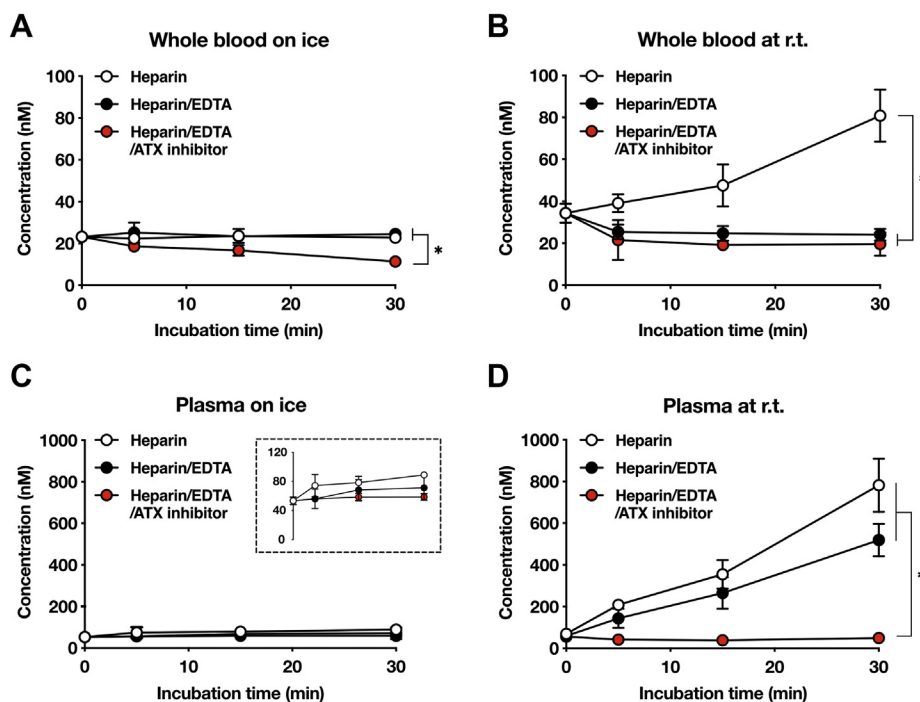 A
Whole blood on ice
Concentration (nM)
100
80
60
40
20
0
Heparin
Heparin/EDTA
Heparin/EDTA
/ATX inhibitor
*
0 10 20 30
Incubation time (min)
B
Whole blood at r.t.
Concentration (nM)
100
80
60
40
20
0
Heparin
Heparin/EDTA
Heparin/EDTA
/ATX inhibitor
0 10 20 30
Incubation time (min)
C
Plasma on ice
Concentration (nM)
1000
800
600
400
200
0
Heparin
Heparin/EDTA
Heparin/EDTA
/ATX inhibitor
120
80
40
0
0 10 20 30
Incubation time (min)
D
Plasma at r.t.
Concentration (nM)
1000
800
600
400
200
0
Heparin
Heparin/EDTA
Heparin/EDTA
/ATX inhibitor
0 10 20 30
Incubation time (min)